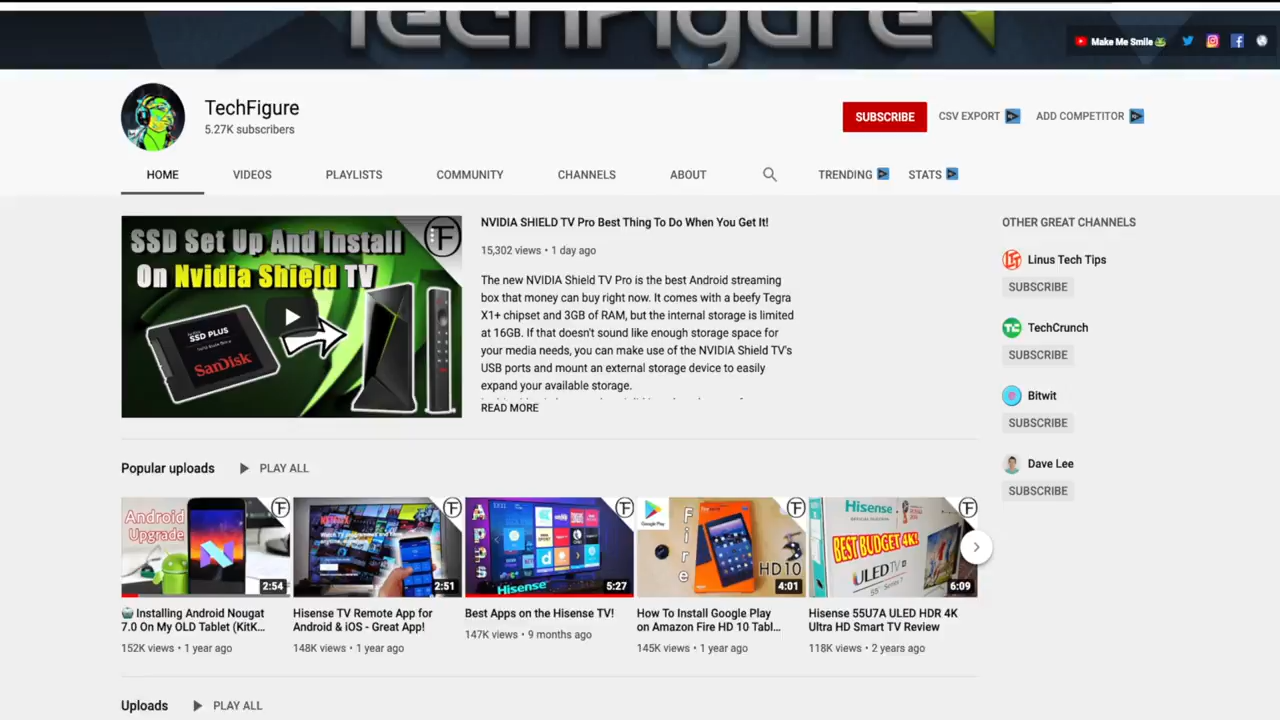 TechFigure
Make Me Smile
TechFigure
5.27K subscribers
SUBSCRIBE
CSV EXPORT
ADD COMPETITOR
HOME
VIDEOS
PLAYLISTS
COMMUNITY
CHANNELS
ABOUT
TRENDING
STATS
SSD Set Up And Install
On Nvidia Shield TV
SSD PLUS
SanDisk
NVIDIA SHIELD TV Pro Best Thing To Do When You Get It!
15,302 views • 1 day ago
The new NVIDIA Shield TV Pro is the best Android streaming
box that money can buy right now. It comes with a beefy Tegra
X1+ chipset and 3GB of RAM, but the internal storage is limited
at 16GB. If that doesn't sound like enough storage space for
your media needs, you can make use of the NVIDIA Shield TV's
USB ports and mount an external storage device to easily
expand your available storage.
READ MORE
OTHER GREAT CHANNELS
Linus Tech Tips
SUBSCRIBE
TechCrunch
SUBSCRIBE
Bitwit
SUBSCRIBE
Dave Lee
SUBSCRIBE
Popular uploads
PLAY ALL
Android
Upgrade
2:54
Installing Android Nougat
7.0 On My OLD Tablet (KitK...
152K views • 1 year ago
2:51
Hisense TV Remote App for
Android & iOS - Great App!
148K views • 1 year ago
Apps
Hisense
5:27
Best Apps on the Hisense TV!
147K views • 9 months ago
Google Play
Fire
HD10
4:01
How To Install Google Play
on Amazon Fire HD 10 Tabl...
145K views • 1 year ago
Hisense
BEST BUDGET 4K!
ULED TV
6:09
Hisense 55U7A ULED HDR 4K
Ultra HD Smart TV Review
118K views • 2 years ago
Uploads
PLAY ALL